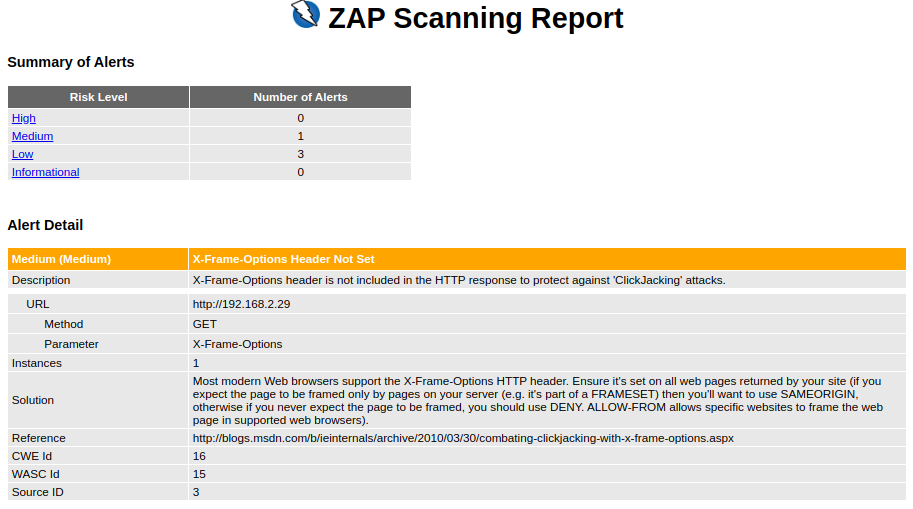 ZAP Scanning Report
Summary of Alerts
Risk Level Number of Alerts
High 0
Medium 1
Low 3
Informational 0
Alert Detail
Medium (Medium) X-Frame-Options Header Not Set
Description X-Frame-Options header is not included in the HTTP response to protect against 'ClickJacking' attacks.
URL http://192.168.2.29
Method GET
Parameter X-Frame-Options
Instances 1
Solution Most modern Web browsers support the X-Frame-Options HTTP header. Ensure it's set on all web pages returned by your site (if you
expect the page to be framed only by pages on your server (e.g. it's part of a FRAMESET) then you'll want to use SAMEORIGIN,
otherwise if you never expect the page to be framed, you should use DENY. ALLOW-FROM allows specific websites to frame the web
page in supported web browsers).
Reference http://blogs.msdn.com/b/ieinternals/archive/2010/03/30/combating-clickjacking-with-x-frame-options.aspx
CWE Id 16
WASC Id 15
Source ID 3